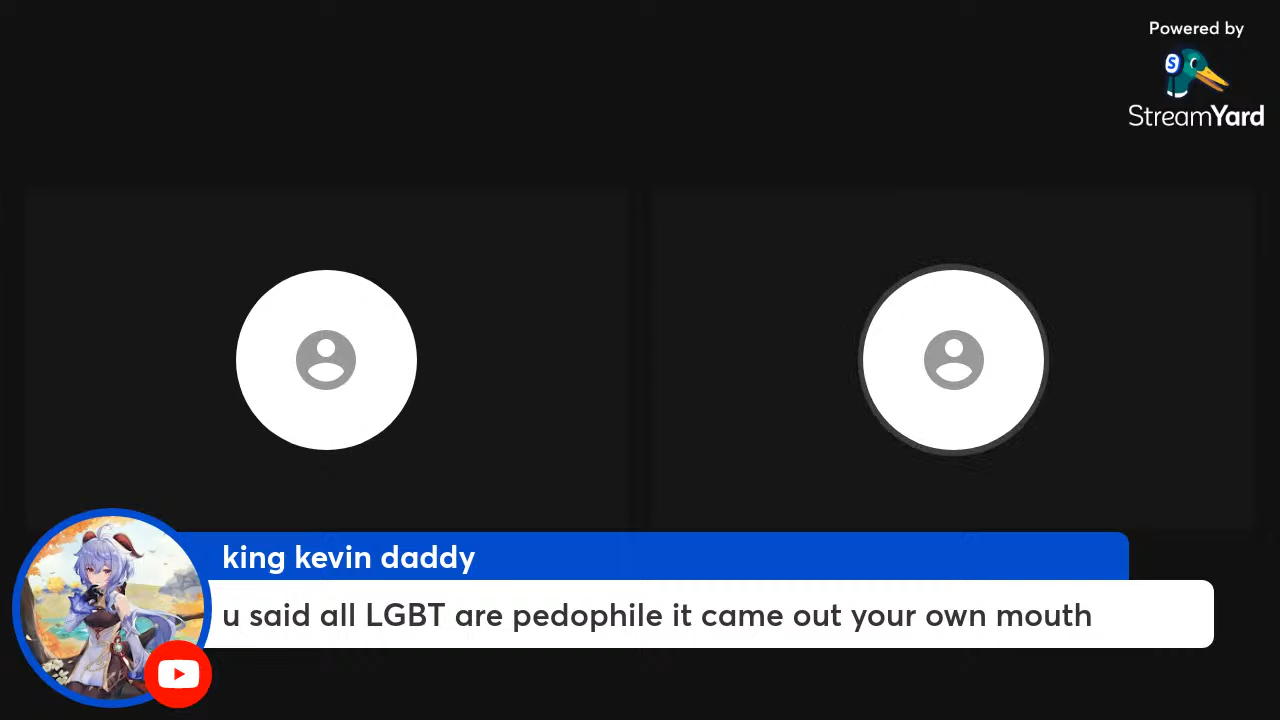 Powered by
S
StreamYard
king kevin daddy
u said all LGBT are pedophile it came out your own mouth